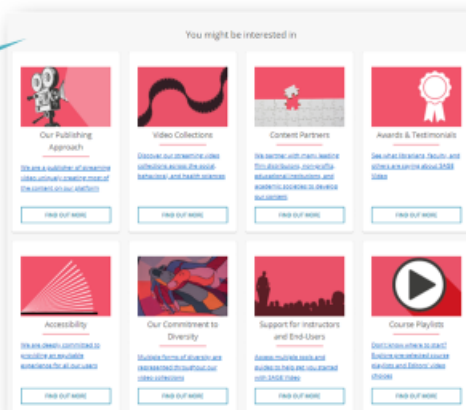 You might be interested in
Our Publishing
Approach
We are a publisher of streaming
video uniquely creating most of
the content on our platform
FIND OUT MORE
Video Collections
Discover our streaming video
collections across the social,
behavioral, and health sciences
FIND OUT MORE
Content Partners
We partner with many leading
film distributors, non-profits,
educational institutions, and
academic societies to develop
our content
FIND OUT MORE
Awards & Testimonials
See what librarians, faculty, and
others are saying about SAGE
Video
FIND OUT MORE
Accessibility
We are deeply committed to
providing an equitable
experience for all our users
FIND OUT MORE
Our Commitment to
Diversity
Multiple forms of diversity are
represented throughout our
video collections
FIND OUT MORE
Support for Instructors
and End-Users
Access multiple tools and
guides to help get you started
with SAGE Video
FIND OUT MORE
Course Playlists
Don't know where to start?
Explore pre-selected course
playlists and Editors' video
choices
FIND OUT MORE